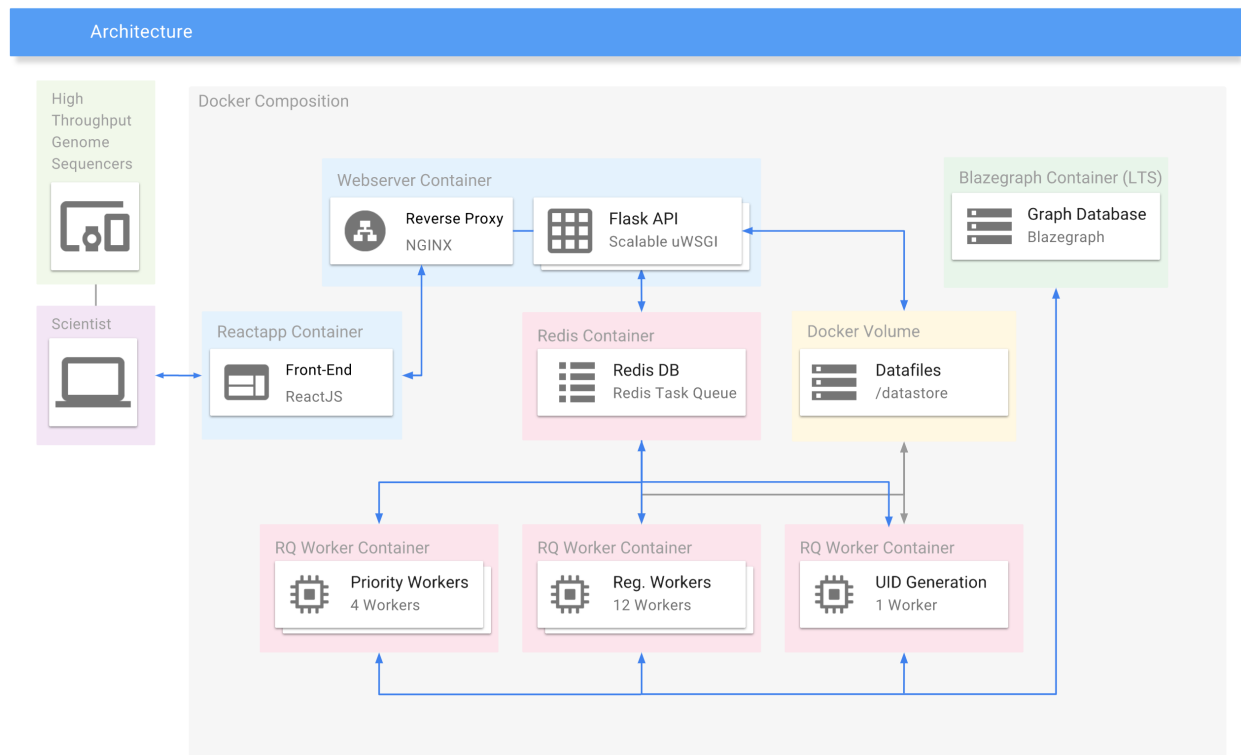 Architecture
High
Throughput
Genome
Sequencers
Scientist
Docker Composition
Webserver Container
Reverse Proxy
NGINX
Flask API
Scalable uWSGI
Blazegraph Container (LTS)
Graph Database
Blazegraph
Reactapp Container
Front-End
ReactJS
Redis Container
Redis DB
Redis Task Queue
Docker Volume
Datafiles
/datastore
RQ Worker Container
Priority Workers
4 Workers
RQ Worker Container
Reg. Workers
12 Workers
RQ Worker Container
UID Generation
1 Worker